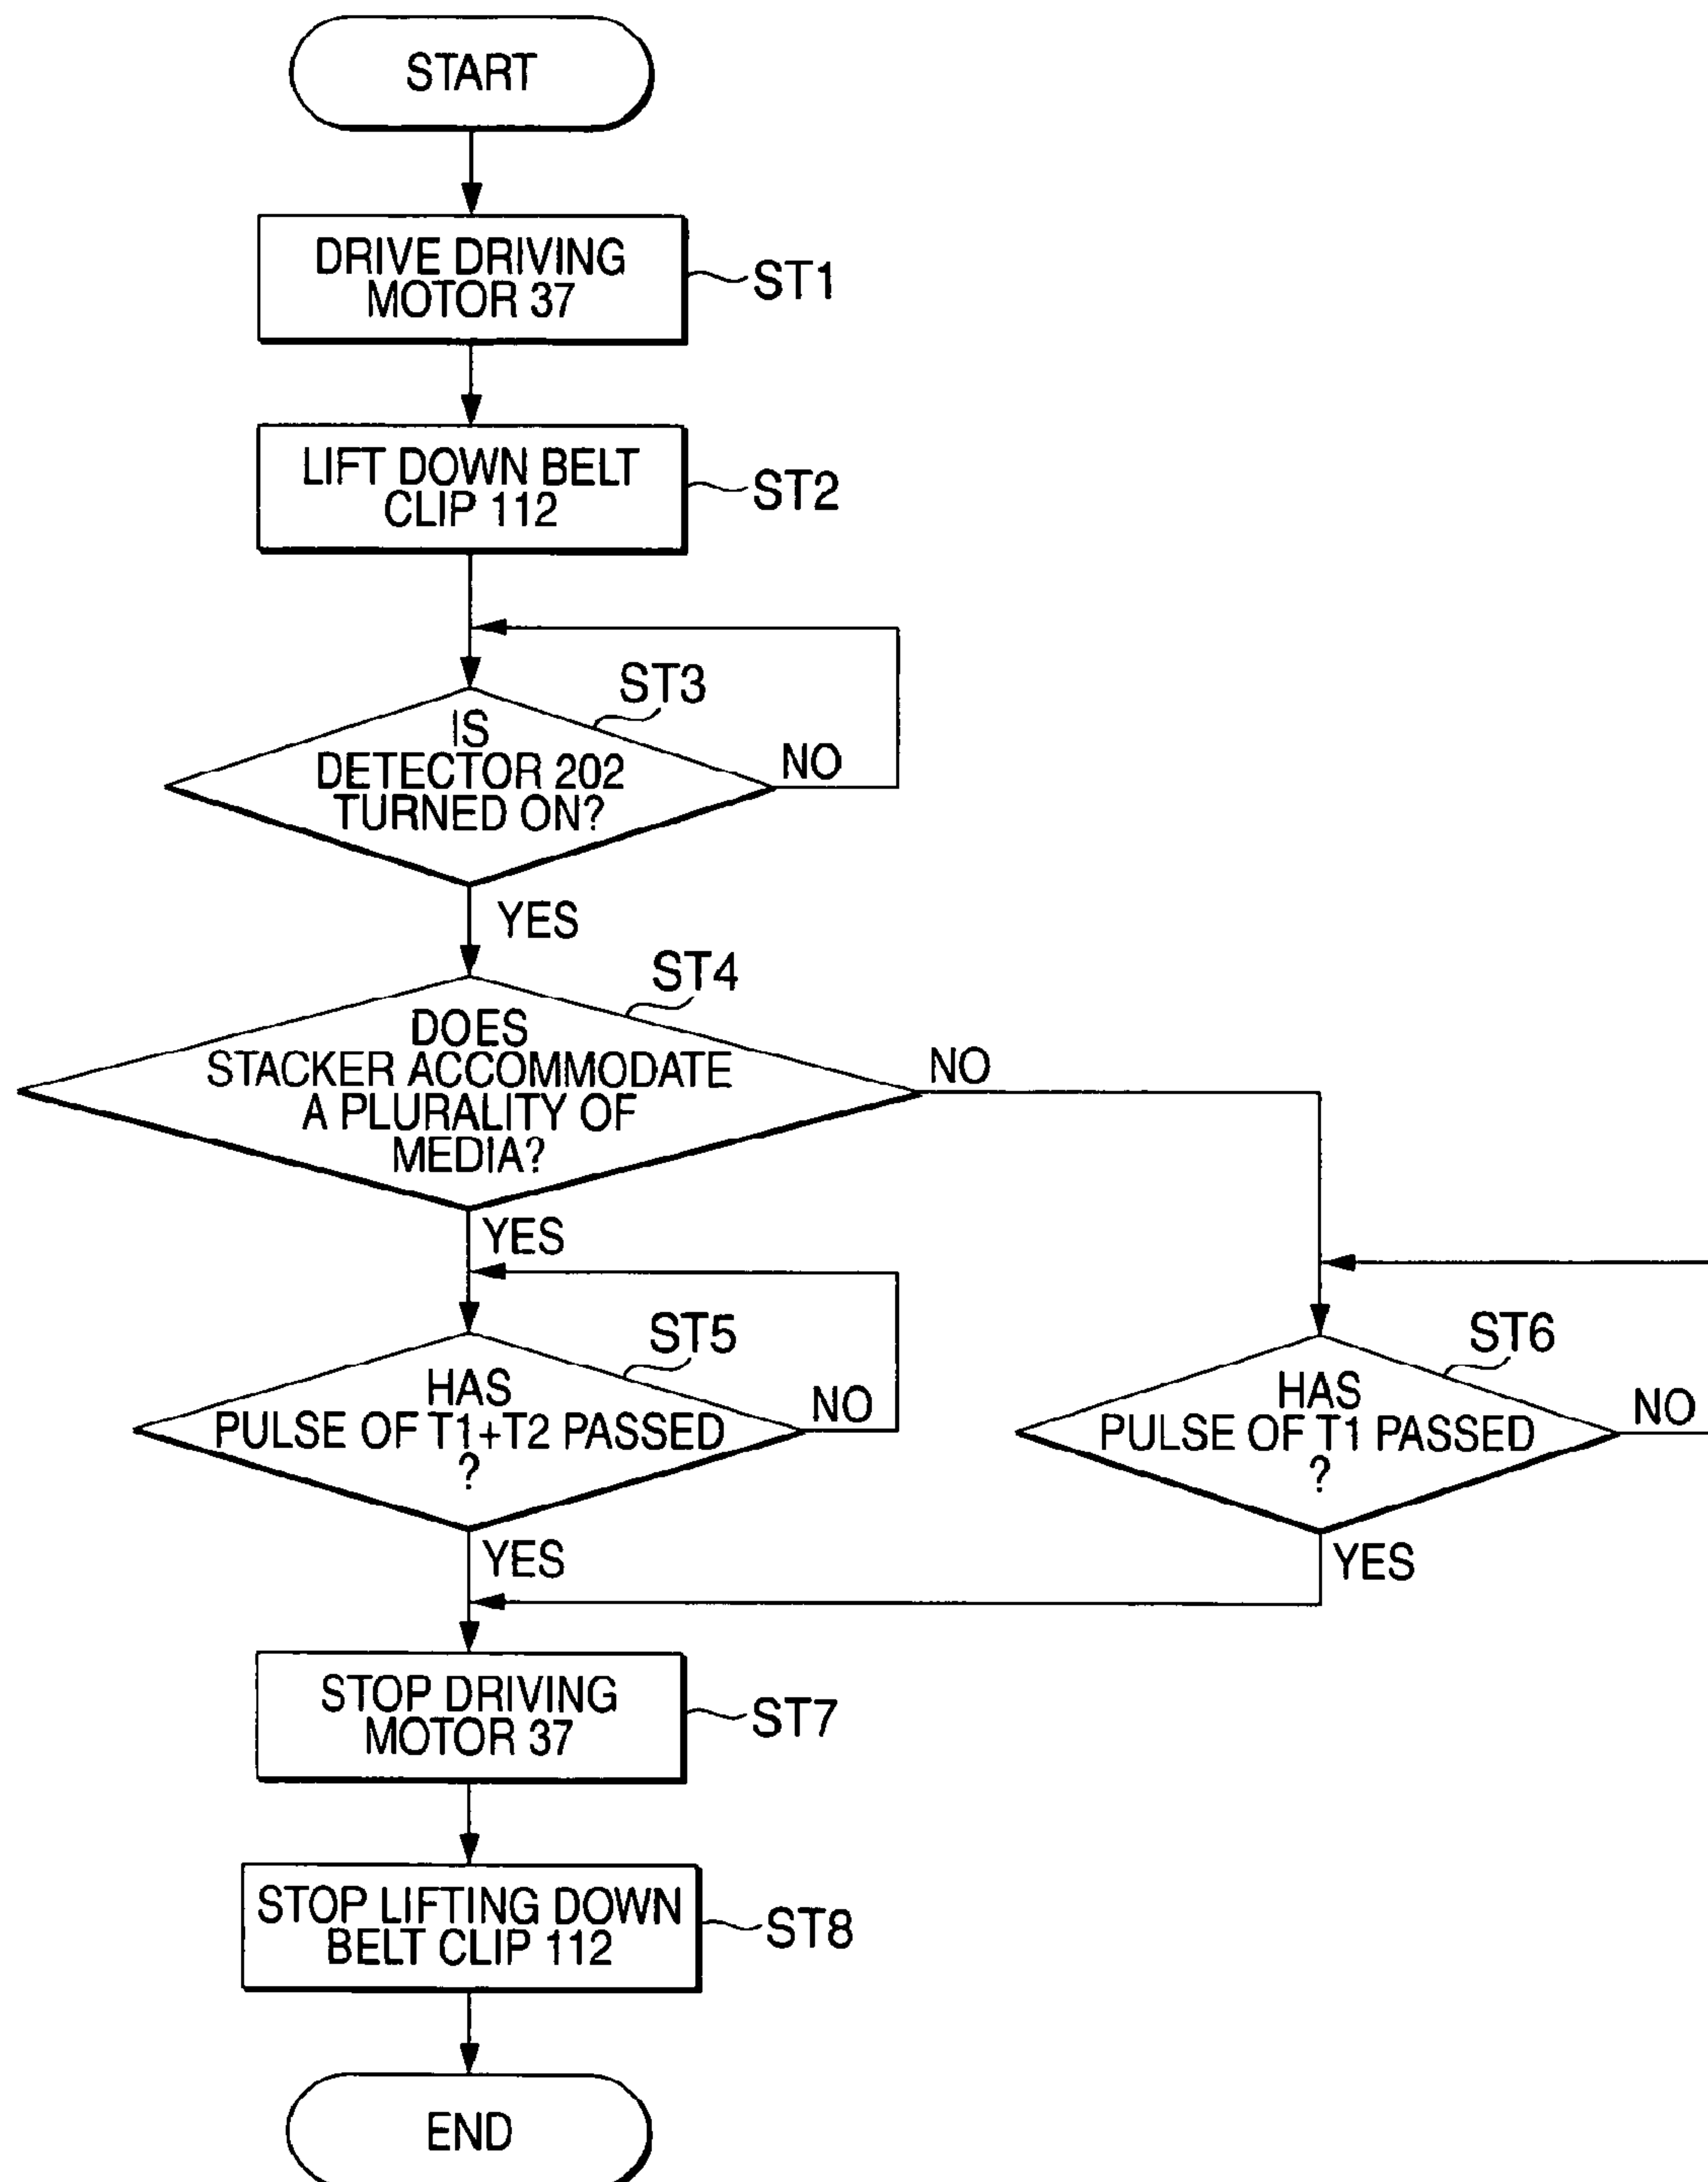 START
DRIVE DRIVING
MOTOR 37
ST1
LIFT DOWN BELT
CLIP 112
ST2
ST3
IS
DETECTOR 202
TURNED ON?
NO
YES
ST4
DOES
STACKER ACCOMMODATE
A PLURALITY OF
MEDIA?
NO
YES
ST5
HAS
PULSE OF T1+T2 PASSED
?
NO
YES
ST6
HAS
PULSE OF T1 PASSED
?
NO
YES
STOP DRIVING
MOTOR 37
ST7
STOP LIFTING DOWN
BELT CLIP 112
ST8
END